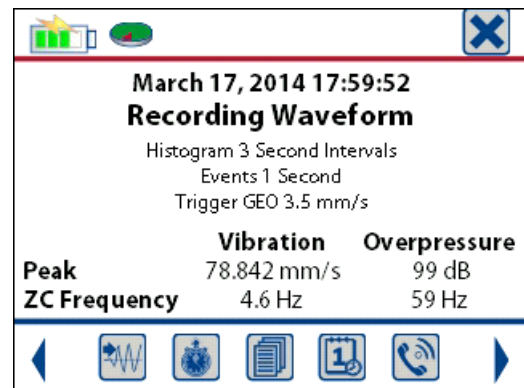 March 17, 2014 17:59:52
Recording Waveform
Histogram 3 Second Intervals
Events 1 Second
Trigger GEO 3.5 mm/s
Vibration Overpressure
Peak 78.842 mm/s 99 dB
ZC Frequency 4.6 Hz 59 Hz
1